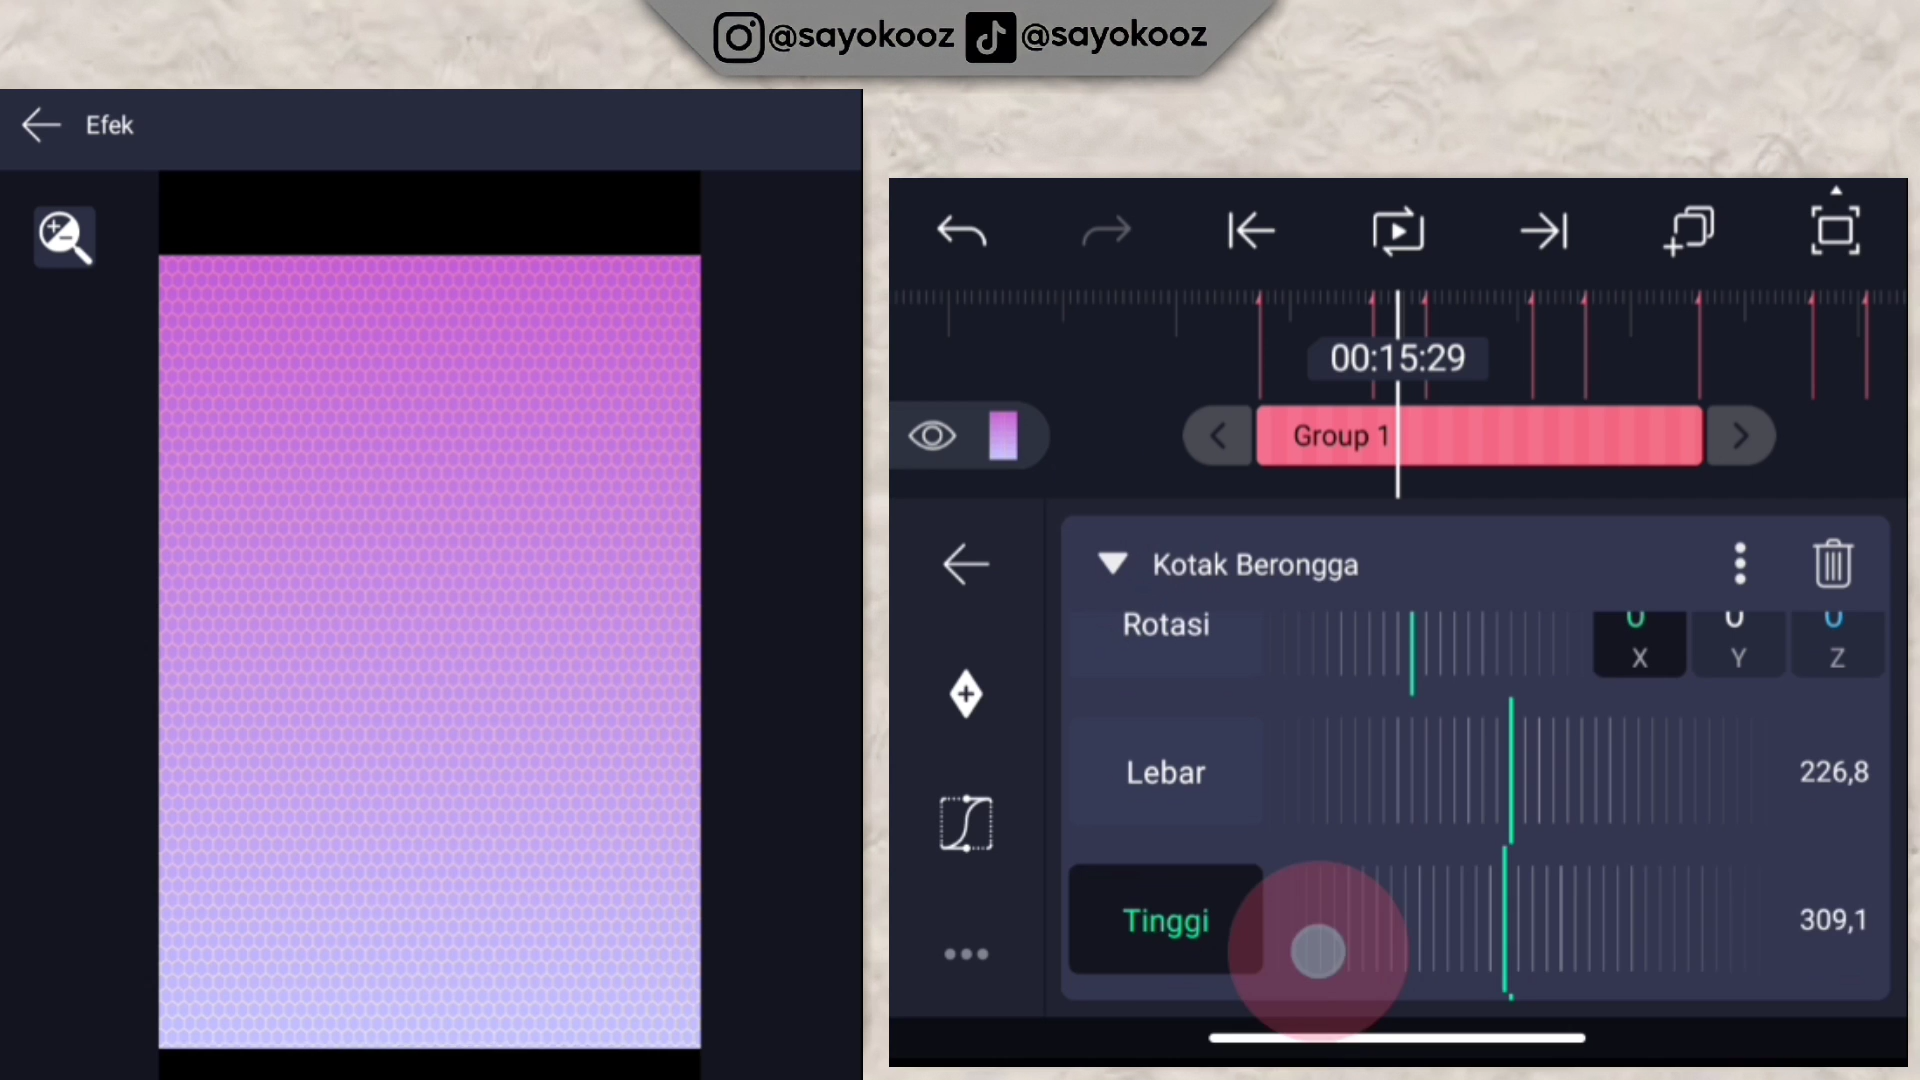 @sayokooz @sayokooz
Efek
00:15:29
Group 1
Kotak Berongga
Rotasi
0 0 0
X Y Z
Lebar
226,8
Tinggi
309,1